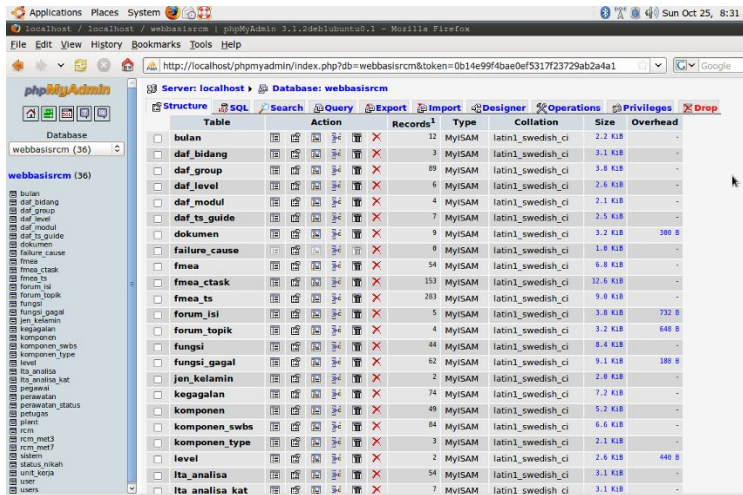 Applications Places System Sun Oct 25, 8:31
localhost / localhost / webbasisrcm | phpMyAdmin 3.1.2deb1ubuntu0.1 - Mozilla Firefox
File Edit View History Bookmarks Tools Help
http://localhost/phpmyadmin/index.php?db=webbasisrcm&token=0b14e99f4bae0ef5317f23729ab2a4a1 Google
phpMyAdmin
Database
webbasisrcm (36)
webbasisrcm (36)
bulan
daf_bidang
daf_group
daf_level
daf_modul
daf_ts_guide
dokumen
failure_cause
fmea
fmea_ctask
fmea_ts
forum_isi
forum_topik
fungsi
fungsi_gagal
jen_kelamin
kegagalan
komponen
komponen_swbs
komponen_type
level
lta_analisa
lta_analisa_kat
pegawai
perawatan
perawatan_status
petugas
plant
rcm
rcm_met3
rcm_met7
sistem
status_nikah
unit_kerja
user
users
Server: localhost Database: webbasisrcm
Structure SQL Search Query Export Import Designer Operations Privileges Drop
Table Action Records1 Type Collation Size Overhead
bulan 12 MyISAM latin1_swedish_ci 2.2 KiB -
daf_bidang 3 MyISAM latin1_swedish_ci 3.1 KiB -
daf_group 89 MyISAM latin1_swedish_ci 3.8 KiB -
daf_level 6 MyISAM latin1_swedish_ci 2.6 KiB -
daf_modul 4 MyISAM latin1_swedish_ci 2.1 KiB -
daf_ts_guide 7 MyISAM latin1_swedish_ci 2.5 KiB -
dokumen 9 MyISAM latin1_swedish_ci 3.2 KiB 300 B
failure_cause 0 MyISAM latin1_swedish_ci 1.0 KiB -
fmea 54 MyISAM latin1_swedish_ci 6.8 KiB -
fmea_ctask 153 MyISAM latin1_swedish_ci 12.6 KiB -
fmea_ts 203 MyISAM latin1_swedish_ci 9.0 KiB -
forum_isi 5 MyISAM latin1_swedish_ci 3.8 KiB 732 B
forum_topik 4 MyISAM latin1_swedish_ci 3.2 KiB 640 B
fungsi 44 MyISAM latin1_swedish_ci 8.4 KiB -
fungsi_gagal 62 MyISAM latin1_swedish_ci 9.1 KiB 188 B
jen_kelamin 2 MyISAM latin1_swedish_ci 2.0 KiB -
kegagalan 74 MyISAM latin1_swedish_ci 7.2 KiB -
komponen 49 MyISAM latin1_swedish_ci 5.2 KiB -
komponen_swbs 84 MyISAM latin1_swedish_ci 6.6 KiB -
komponen_type 3 MyISAM latin1_swedish_ci 2.1 KiB -
level 2 MyISAM latin1_swedish_ci 2.6 KiB 440 B
lta_analisa 54 MyISAM latin1_swedish_ci 3.1 KiB -
lta_analisa_kat 7 MyISAM latin1_swedish_ci 3.1 KiB -